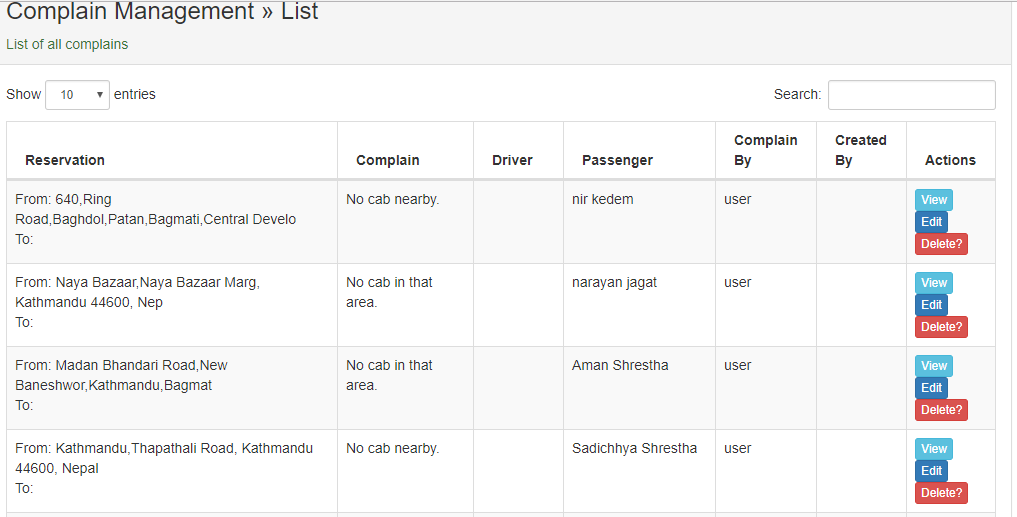 Complain Management » List
List of all complains
Show 10 entries
Search:
Reservation Complain Driver Passenger Complain By Created By Actions
From: 640,Ring
Road,Baghdol,Patan,Bagmati,Central Develo
To:
No cab nearby.
nir kedem
user
View
Edit
Delete?
From: Naya Bazaar,Naya Bazaar Marg,
Kathmandu 44600, Nep
To:
No cab in that
area.
narayan jagat
user
View
Edit
Delete?
From: Madan Bhandari Road,New
Baneshwor,Kathmandu,Bagmat
To:
No cab in that
area.
Aman Shrestha
user
View
Edit
Delete?
From: Kathmandu,Thapathali Road, Kathmandu
44600, Nepal
To:
No cab nearby.
Sadichhya Shrestha
user
View
Edit
Delete?